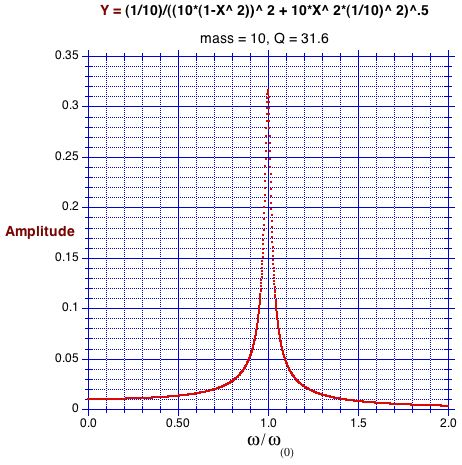 Y = (1/10)/((10*(1-X^ 2))^ 2 + 10*X^ 2*(1/10)^ 2)^.5
mass = 10, Q = 31.6
0.35
0.3
0.25
0.2
Amplitude
0.15
0.1
0.05
0
0.0 0.50 1.0 1.5 2.0
ω/ω(0)